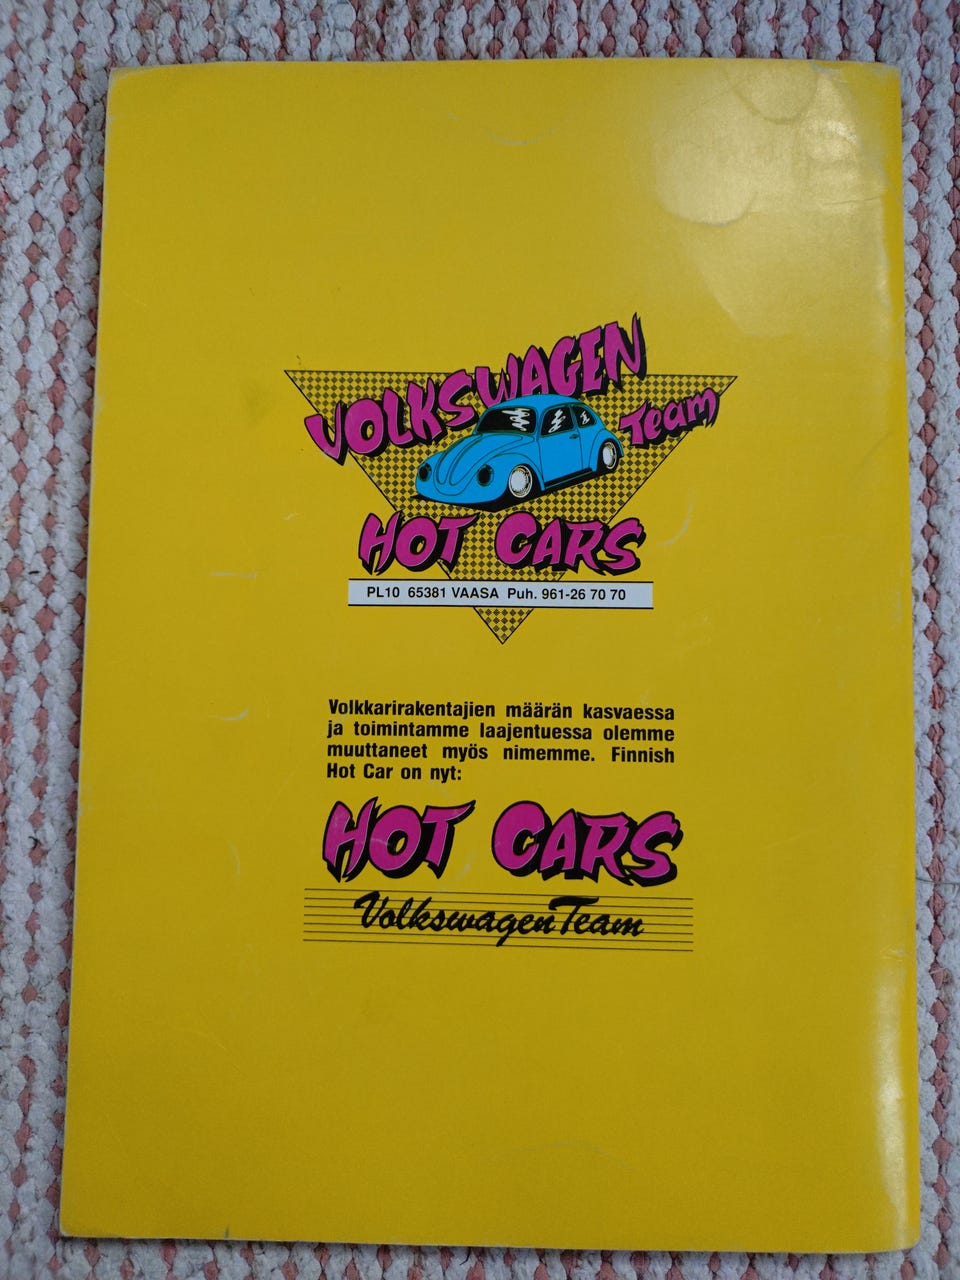 VOLKSWAGEN
Team
HOT CARS
PL10 65381 VAASA Puh. 961-26 70 70
Volkkarirakentajien määrän kasvaessa
ja toimintamme laajentuessa olemme
muuttaneet myös nimemme. Finnish
Hot Car on nyt:
HOT CARS
Volkswagen Team